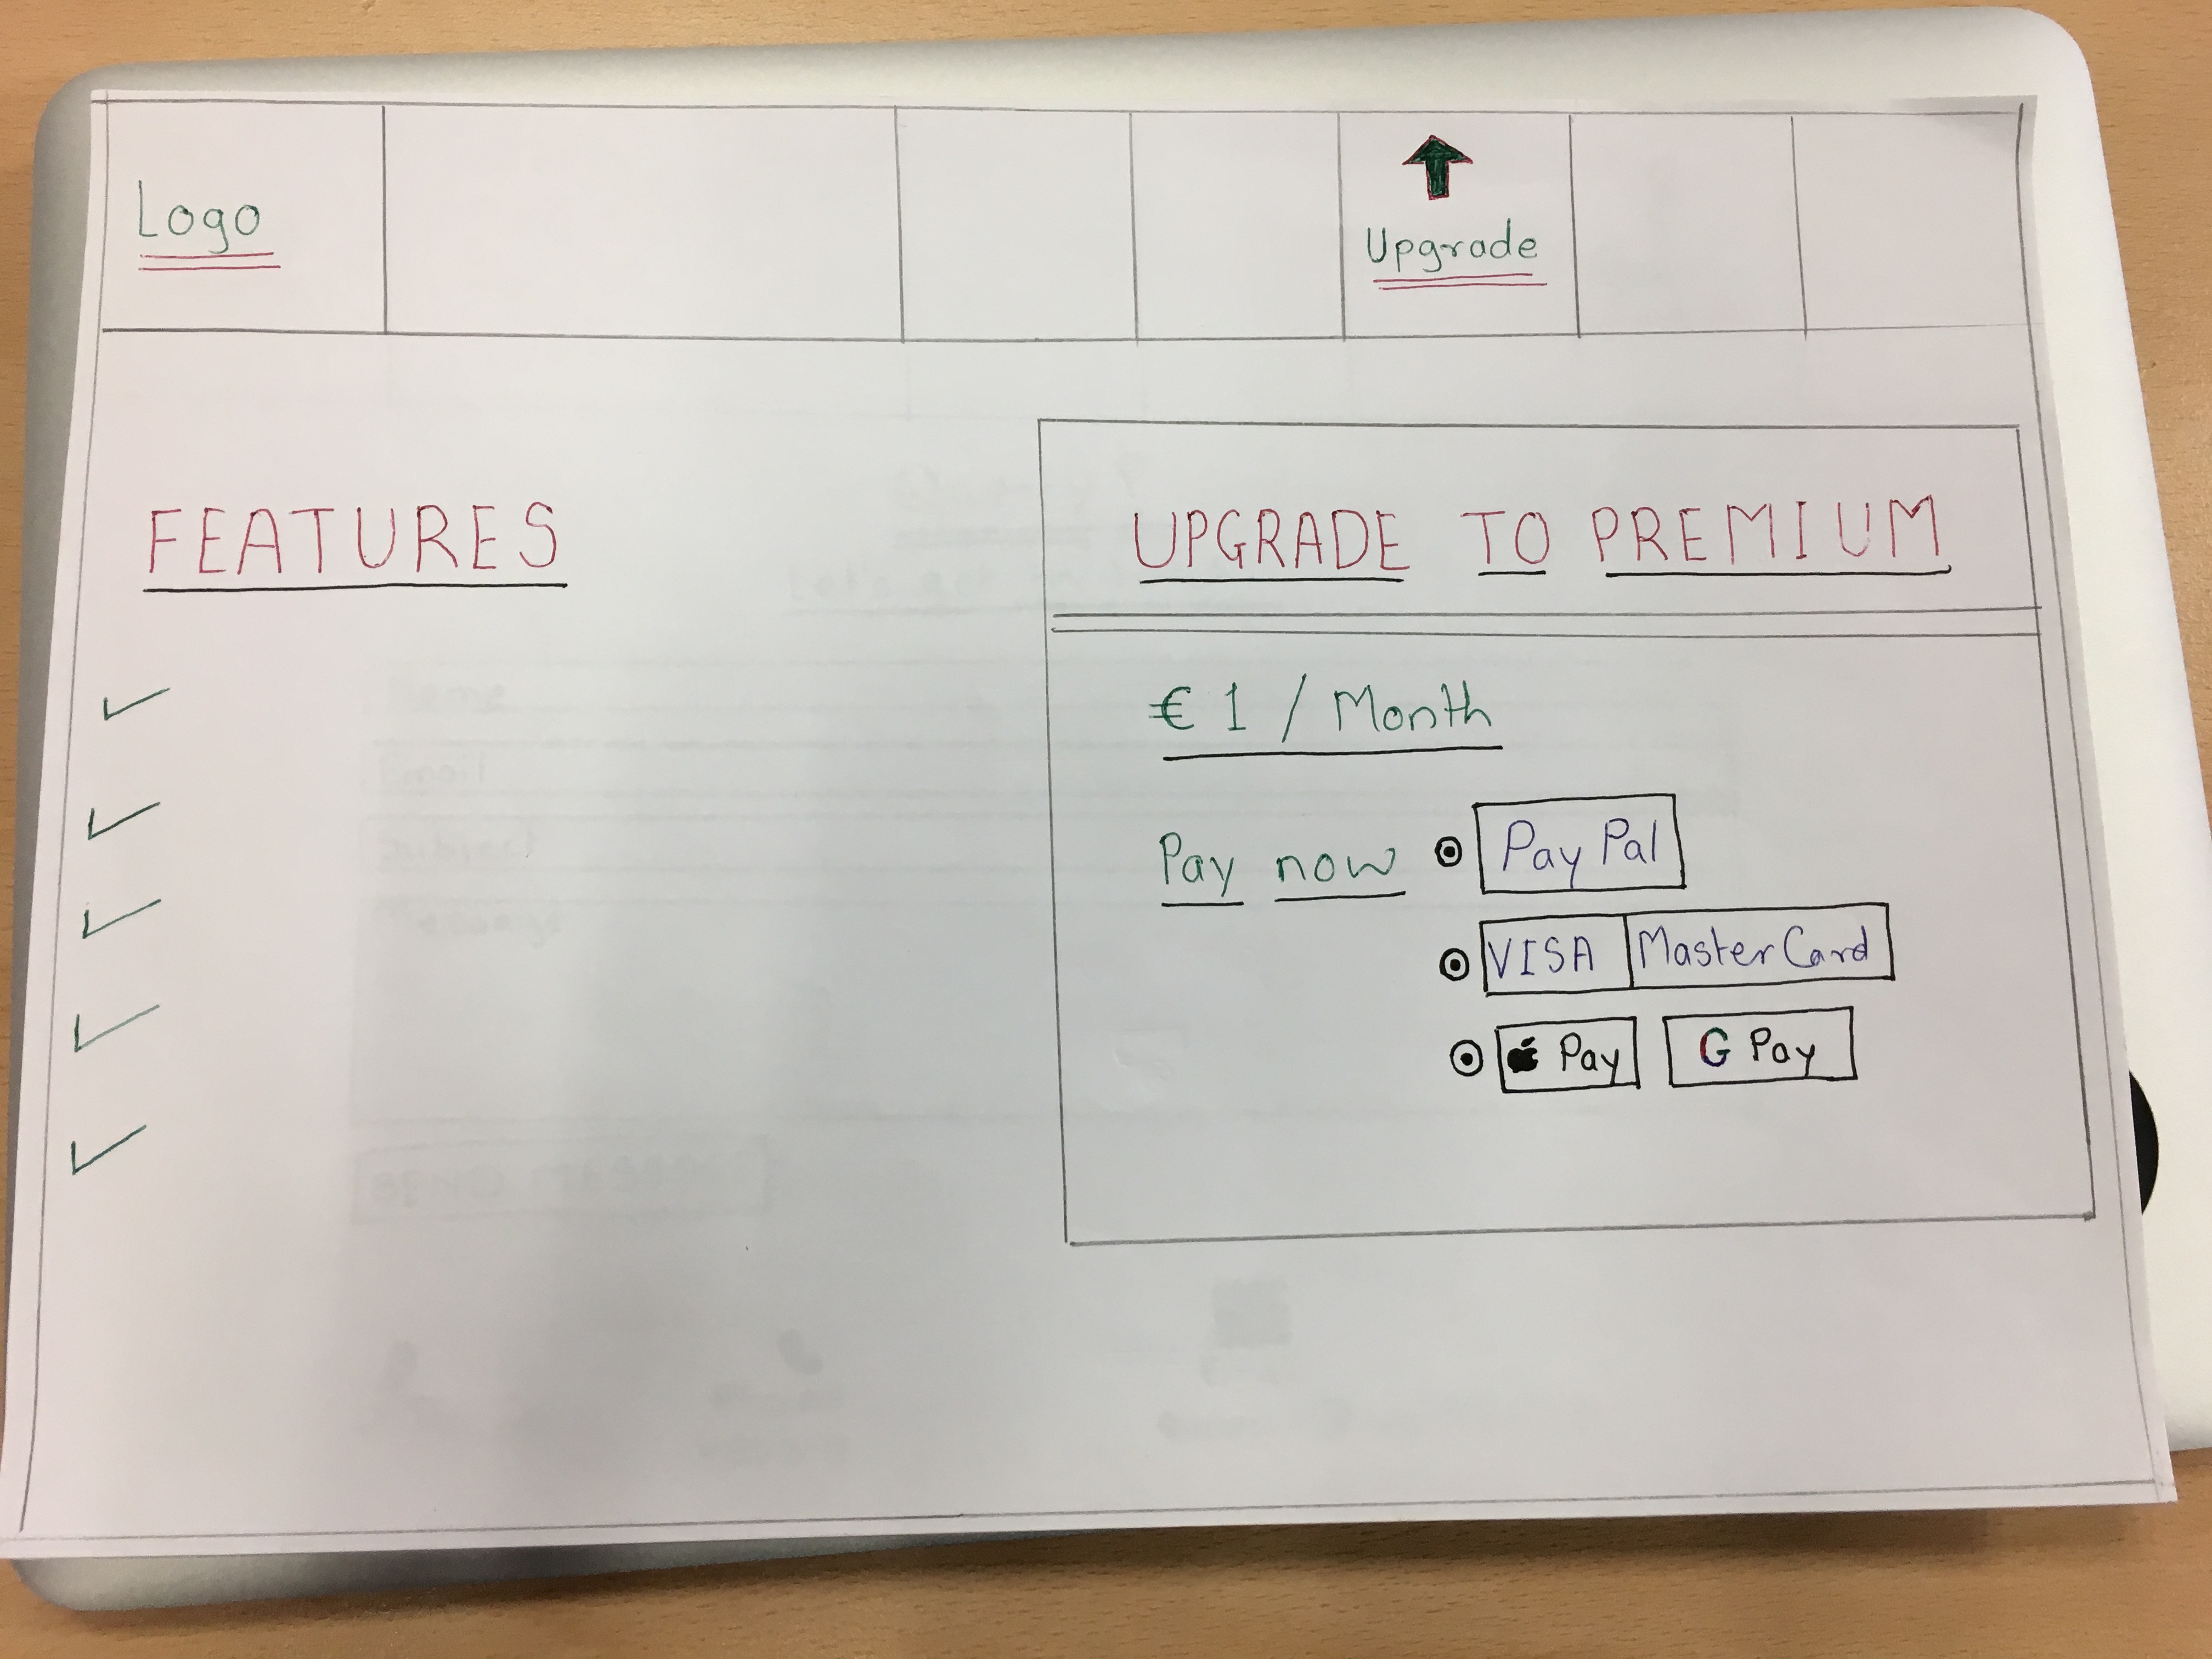 Logo
Upgrade
FEATURES
UPGRADE TO PREMIUM
€ 1 / Month
Pay now
PayPal
VISA MasterCard
Pay G Pay